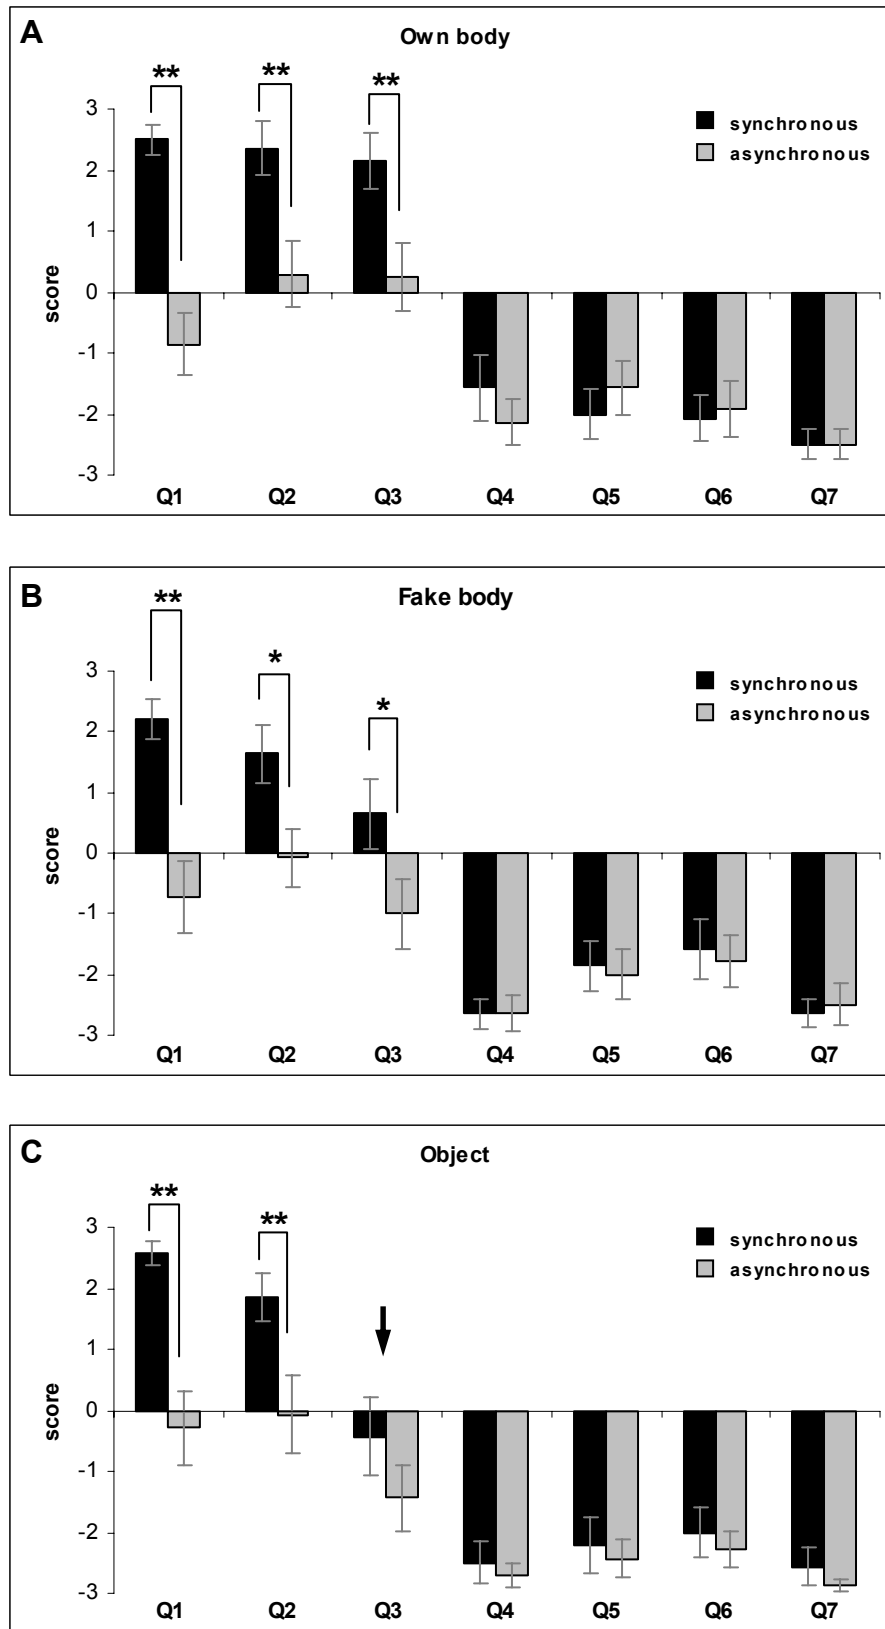 A
Own body
** ** **
synchronous
asynchronous
3
2
1
0
-1
-2
-3
score
Q1 Q2 Q3 Q4 Q5 Q6 Q7
B
Fake body
** * *
synchronous
asynchronous
3
2
1
0
-1
-2
-3
score
Q1 Q2 Q3 Q4 Q5 Q6 Q7
C
Object
** **
synchronous
asynchronous
3
2
1
0
-1
-2
-3
score
Q1 Q2 Q3 Q4 Q5 Q6 Q7